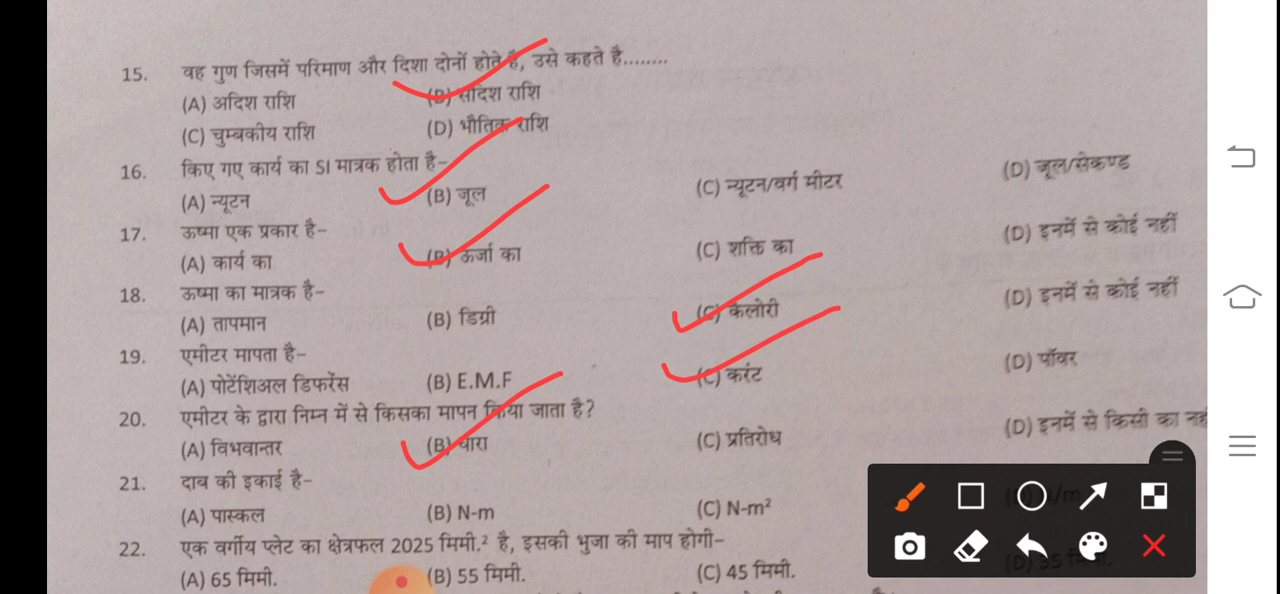 15. वह गुण जिसमें परिमाण और दिशा दोनों होते है, उसे कहते है........
(A) अदिश राशि (B) सदिश राशि
(C) चुम्बकीय राशि (D) भौतिक राशि
16. किए गए कार्य का SI मात्रक होता है-
(A) न्यूटन (B) जूल (C) न्यूटन/वर्ग मीटर (D) जूल/सेकण्ड
17. ऊष्मा एक प्रकार है-
(A) कार्य का (B) ऊर्जा का (C) शक्ति का (D) इनमें से कोई नहीं
18. ऊष्मा का मात्रक है-
(A) तापमान (B) डिग्री (C) कैलोरी (D) इनमें से कोई नहीं
19. एमीटर मापता है-
(A) पोटेंशिअल डिफरेंस (B) E.M.F (C) करंट (D) पॉवर
20. एमीटर के द्वारा निम्न में से किसका मापन किया जाता है?
(A) विभवान्तर (B) धारा (C) प्रतिरोध (D) इनमें से किसी का
21. दाब की इकाई है-
(A) पास्कल (B) N-m (C) N-m²
22. एक वर्गीय प्लेट का क्षेत्रफल 2025 मिमी.² है, इसकी भुजा की माप होगी-
(A) 65 मिमी. (B) 55 मिमी. (C) 45 मिमी.